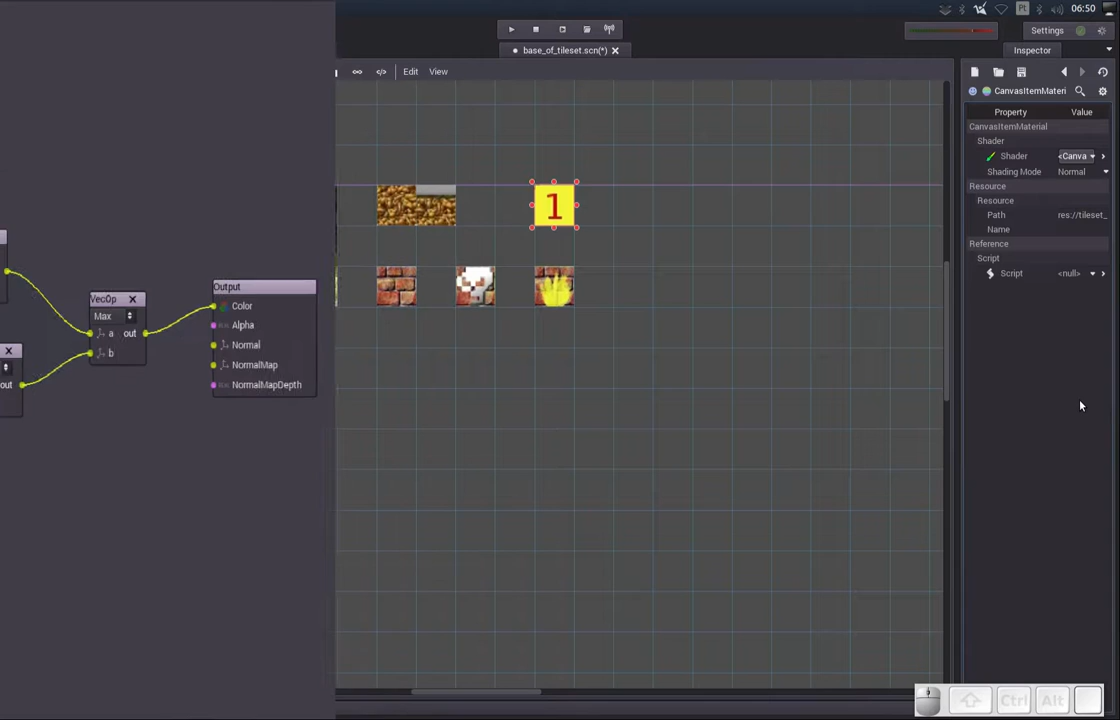 Pt
06:50
Settings
base_of_tileset.scn(*)
Inspector
Edit View
CanvasItemMateri
Property Value
CanvasItemMaterial
Shader
Shader <Canva
Shading Mode Normal
Resource
Resource
Path res://tileset_
Name
Reference
Script
Script <null>
1
Output
Color
Alpha
Normal
NormalMap
NormalMapDepth
VecOp
Max
a out
b
out
Ctrl
Alt